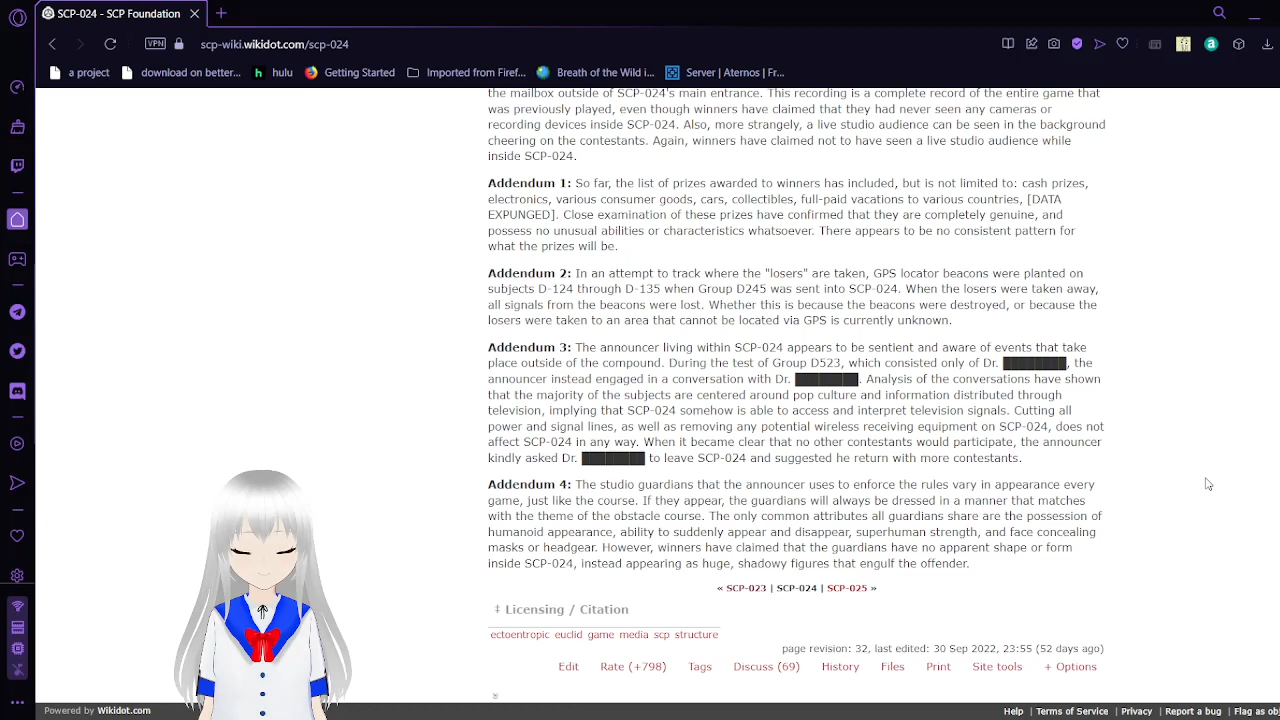 SCP-024 - SCP Foundation
VPN
scp-wiki.wikidot.com/scp-024
a project
download on better...
hulu
Getting Started
Imported from Firef...
Breath of the Wild i...
Server | Aternos | Fr...
the mailbox outside of SCP-024's main entrance. This recording is a complete record of the entire game that
was previously played, even though winners have claimed that they had never seen any cameras or
recording devices inside SCP-024. Also, more strangely, a live studio audience can be seen in the background
cheering on the contestants. Again, winners have claimed not to have seen a live studio audience while
inside SCP-024.
Addendum 1: So far, the list of prizes awarded to winners has included, but is not limited to: cash prizes,
electronics, various consumer goods, cars, collectibles, full-paid vacations to various countries, [DATA
EXPUNGED]. Close examination of these prizes have confirmed that they are completely genuine, and
possess no unusual abilities or characteristics whatsoever. There appears to be no consistent pattern for
what the prizes will be.
Addendum 2: In an attempt to track where the "losers" are taken, GPS locator beacons were planted on
subjects D-124 through D-135 when Group D245 was sent into SCP-024. When the losers were taken away,
all signals from the beacons were lost. Whether this is because the beacons were destroyed, or because the
losers were taken to an area that cannot be located via GPS is currently unknown.
Addendum 3: The announcer living within SCP-024 appears to be sentient and aware of events that take
place outside of the compound. During the test of Group D523, which consisted only of Dr. ████████, the
announcer instead engaged in a conversation with Dr. ████████. Analysis of the conversations have shown
that the majority of the subjects are centered around pop culture and information distributed through
television, implying that SCP-024 somehow is able to access and interpret television signals. Cutting all
power and signal lines, as well as removing any potential wireless receiving equipment on SCP-024, does not
affect SCP-024 in any way. When it became clear that no other contestants would participate, the announcer
kindly asked Dr. ████████ to leave SCP-024 and suggested he return with more contestants.
Addendum 4: The studio guardians that the announcer uses to enforce the rules vary in appearance every
game, just like the course. If they appear, the guardians will always be dressed in a manner that matches
with the theme of the obstacle course. The only common attributes all guardians share are the possession of
humanoid appearance, ability to suddenly appear and disappear, superhuman strength, and face concealing
masks or headgear. However, winners have claimed that the guardians have no apparent shape or form
inside SCP-024, instead appearing as huge, shadowy figures that engulf the offender.
« SCP-023 | SCP-024 | SCP-025 »
‡ Licensing / Citation
ectoentropic euclid game media scp structure
page revision: 32, last edited: 30 Sep 2022, 23:55 (52 days ago)
Edit Rate (+798) Tags Discuss (69) History Files Print Site tools + Options
Powered by Wikidot.com
Help | Terms of Service | Privacy | Report a bug | Flag as ob